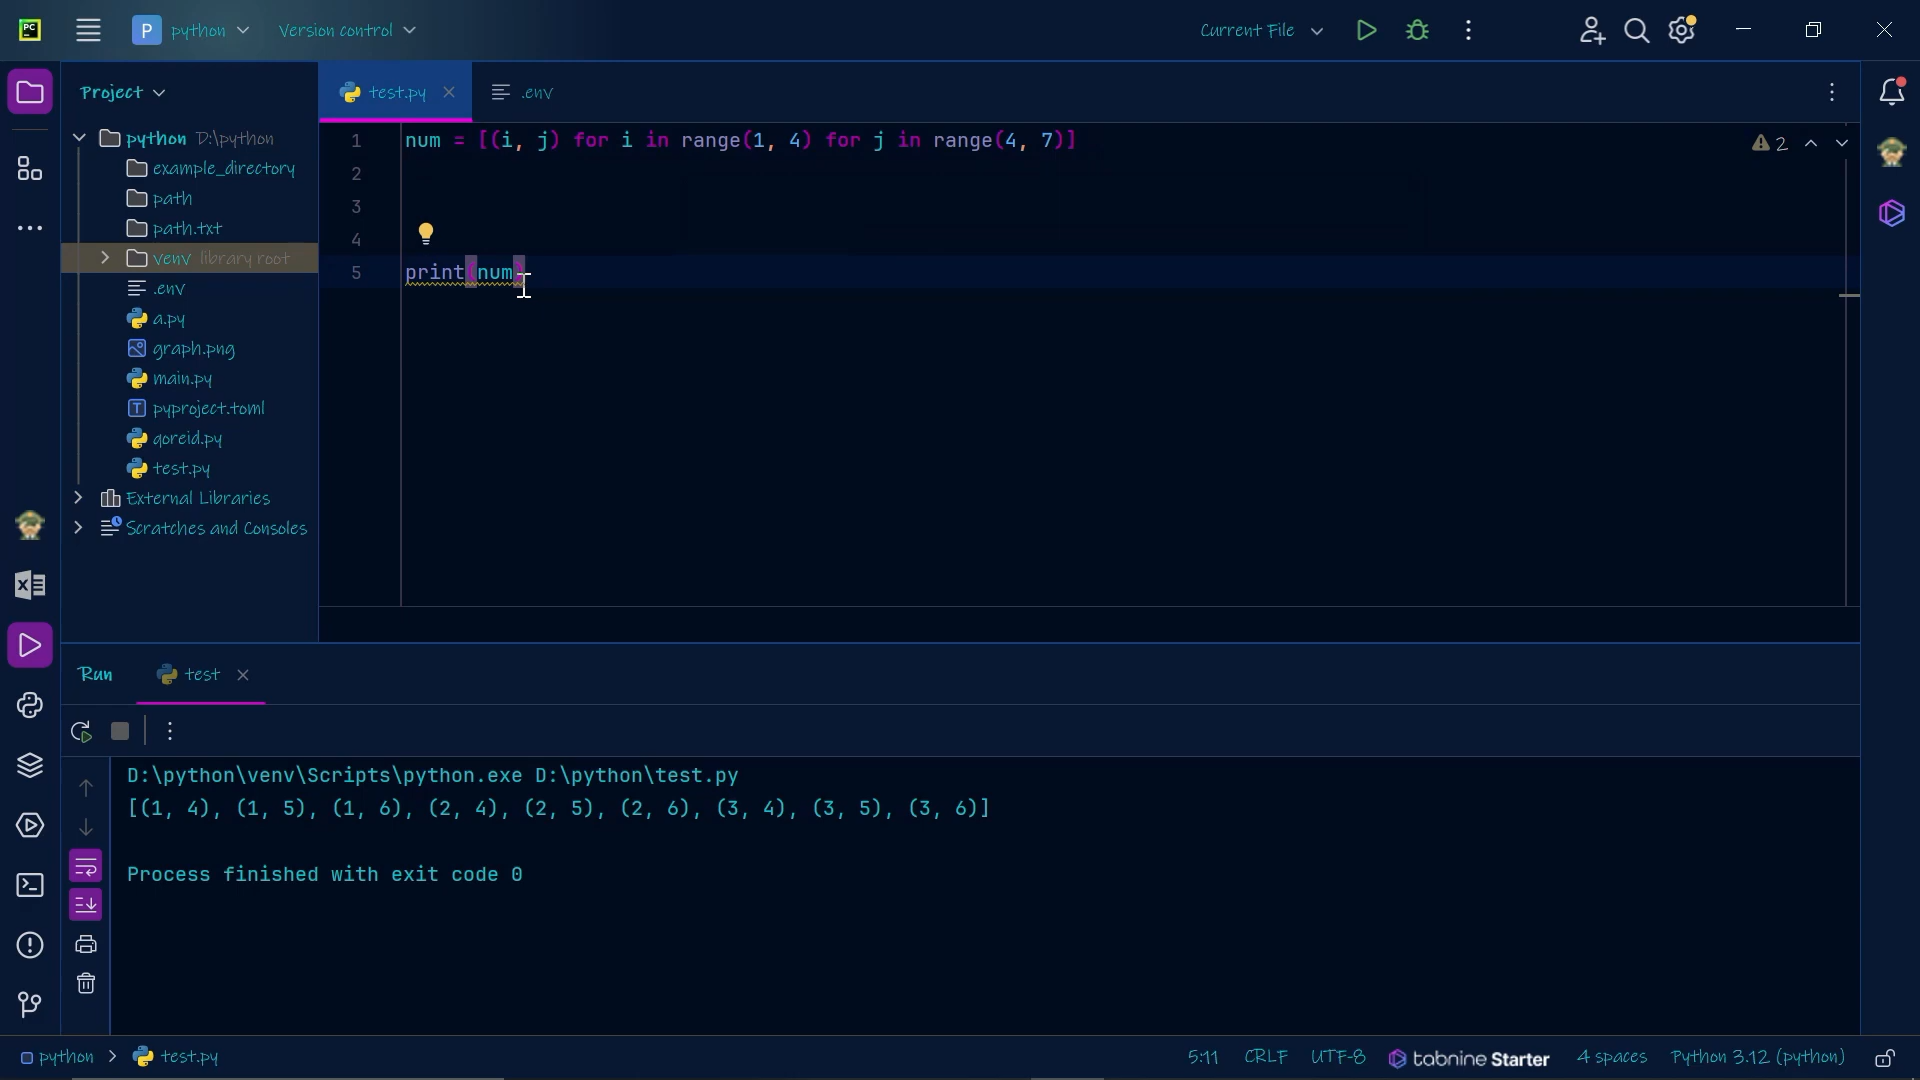 PC
P python Version control Current File
Project
test.py .env
python D:\python
example_directory
path
path.txt
venv library root
.env
a.py
graph.png
main.py
T pyproject.toml
qoreid.py
test.py
External Libraries
Scratches and Consoles
1 num = [(i, j) for i in range(1, 4) for j in range(4, 7)]
2
3
4
5 print(num)
2
Run test
D:\python\venv\Scripts\python.exe D:\python\test.py
[(1, 4), (1, 5), (1, 6), (2, 4), (2, 5), (2, 6), (3, 4), (3, 5), (3, 6)]
Process finished with exit code 0
python > test.py 5:11 CRLF UTF-8 tabnine Starter 4 spaces Python 3.12 (python)